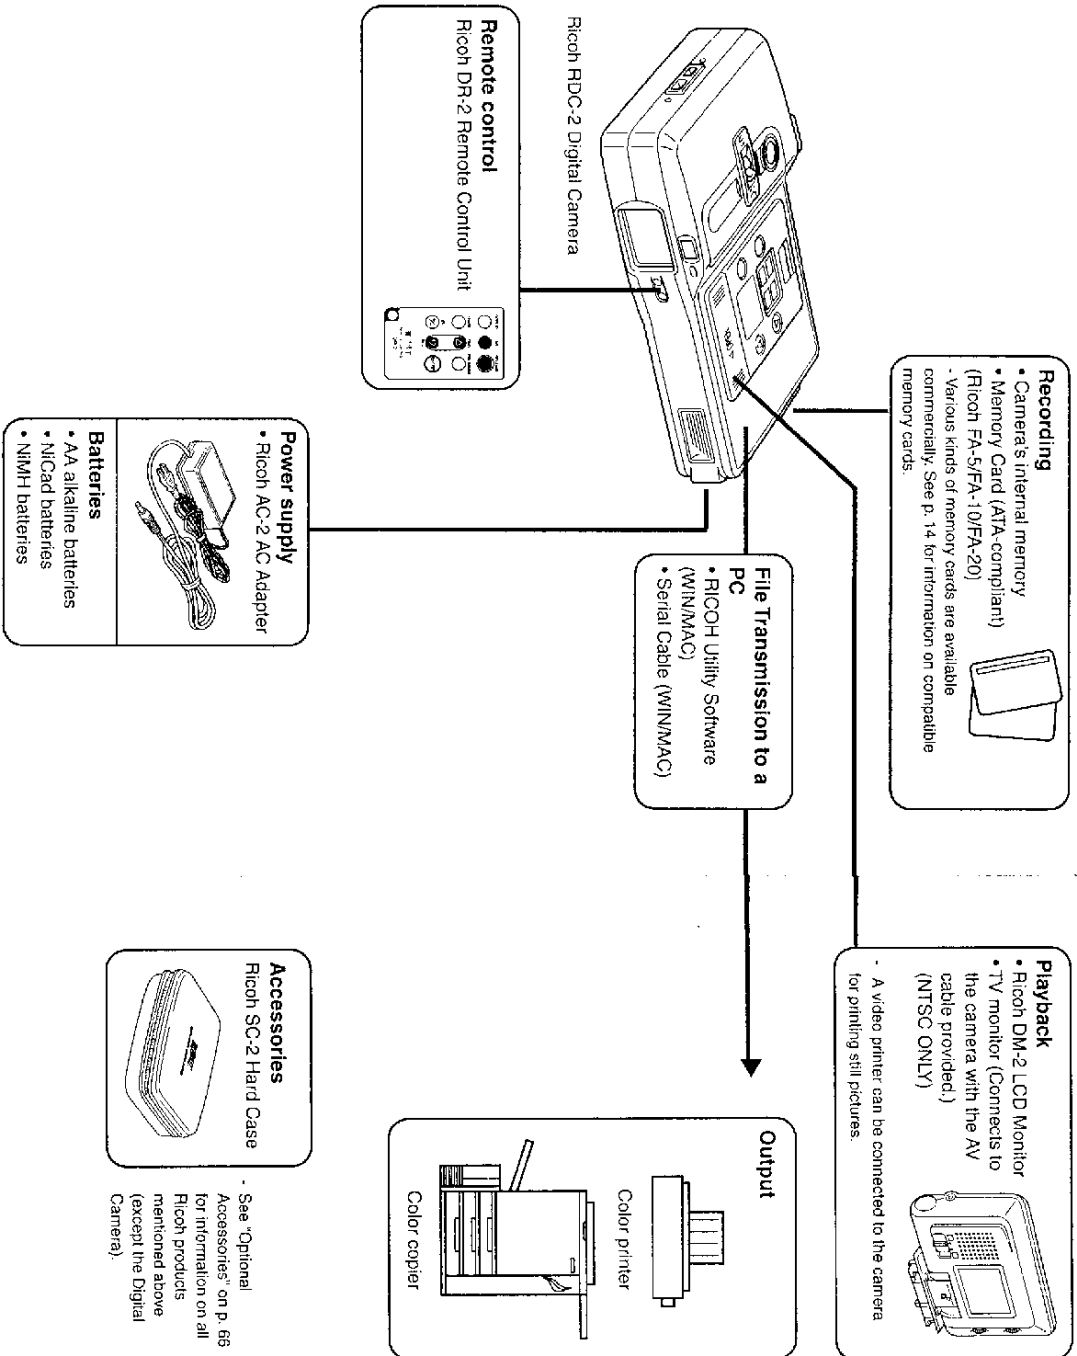 Recording
• Camera's internal memory
• Memory Card (ATA-compliant)
(Ricoh FA-5/FA-10/FA-20)
- Various kinds of memory cards are available
commercially. See p. 14 for information on compatible
memory cards.
Playback
• Ricoh DM-2 LCD Monitor
• TV monitor (Connects to
the camera with the AV
cable provided.)
(NTSC ONLY)
- A video printer can be connected to the camera
for printing still pictures.
File Transmission to a
PC
• RICOH Utility Software
(WIN/MAC)
• Serial Cable (WIN/MAC)
Output
Color printer
Color copier
Ricoh RDC-2 Digital Camera
Remote control
Ricoh DR-2 Remote Control Unit
Power supply
• Ricoh AC-2 AC Adapter
Batteries
• AA alkaline batteries
• NiCad batteries
• NiMH batteries
Accessories
Ricoh SC-2 Hard Case
- See "Optional
Accessories" on p. 66
for information on all
Ricoh products
mentioned above
(except the Digital
Camera).